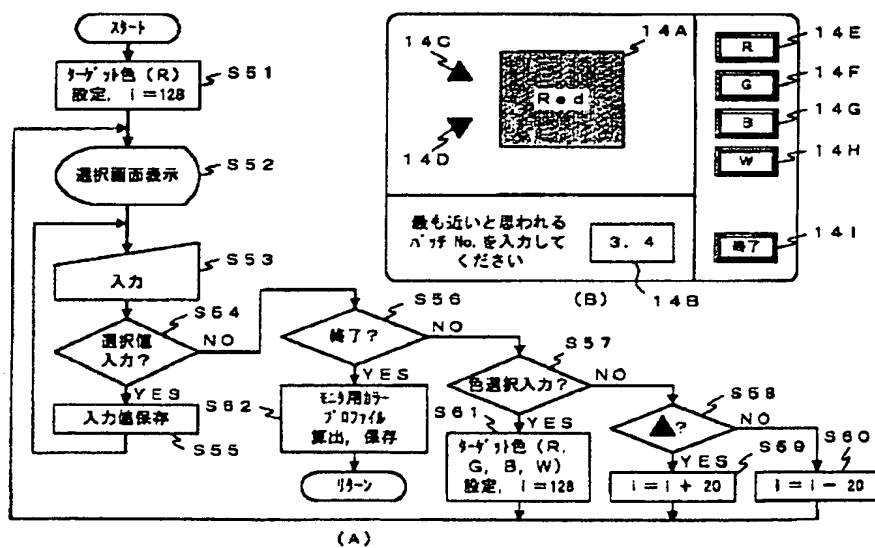 スタート
ターゲット色 (R)
設定, i=128
S51
選択画面表示
S52
入力
S53
選択値
入力?
S54
NO
YES
入力値保存
S55
終了?
S56
NO
YES
モニタ用カラー
プロファイル
算出, 保存
S62
リターン
色選択入力?
S57
NO
YES
ターゲット色 (R,
G, B, W)
設定, i=128
S61
▲?
S58
NO
YES
i=i+20
S59
i=i-20
S60
(A)
14C
14D
14A
Red
R
14E
G
14F
B
14G
W
14H
終了
14I
最も近いと思われる
パッチ No. を入力して
ください
3. 4
14B
(B)